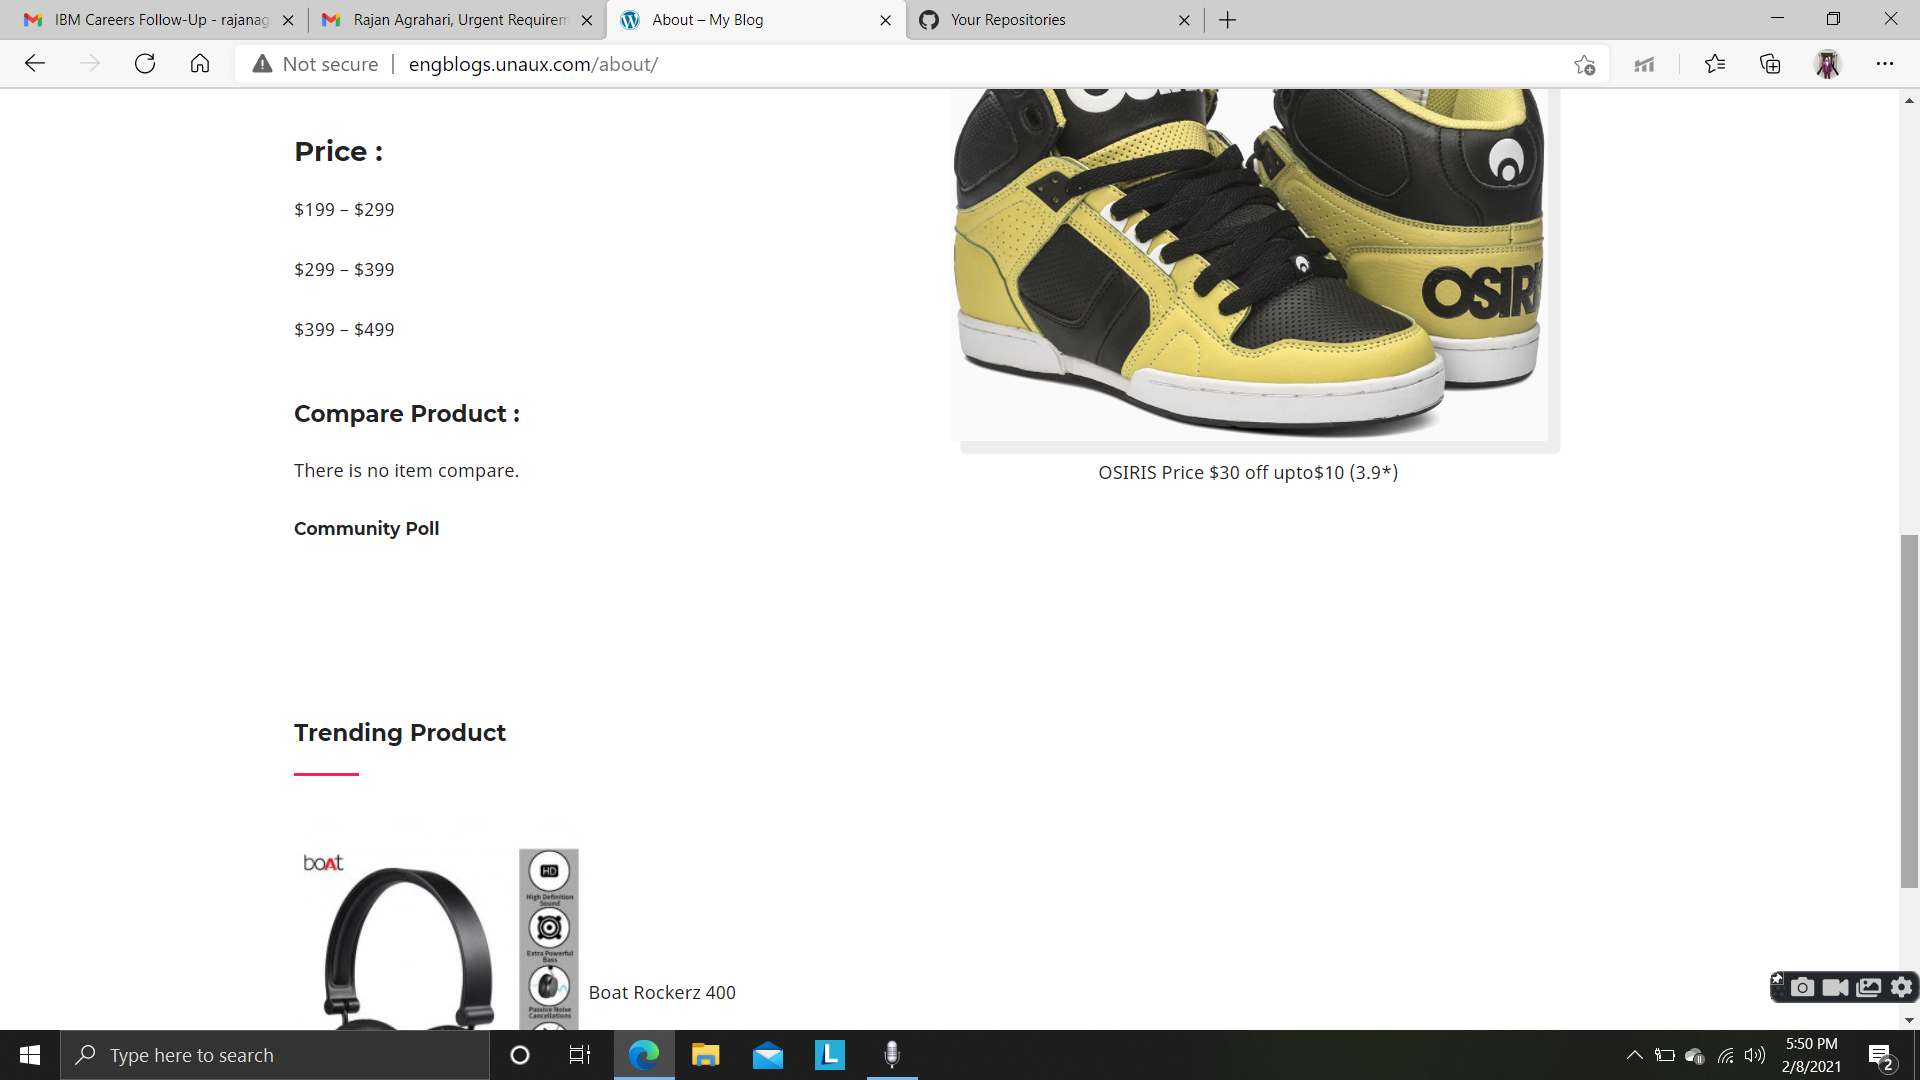 IBM Careers Follow-Up - rajanag
Rajan Agrahari, Urgent Requirem
About – My Blog
Your Repositories
Not secure
engblogs.unaux.com/about/
Price :
$199 – $299
$299 – $399
$399 – $499
OSIRI
OSIRIS Price $30 off upto$10 (3.9*)
Compare Product :
There is no item compare.
Community Poll
Trending Product
boAt
HD
High Definition
Sound
Extra Powerful
Bass
Passive Noise
Cancellations
Boat Rockerz 400
Type here to search
L
5:50 PM
2/8/2021
2